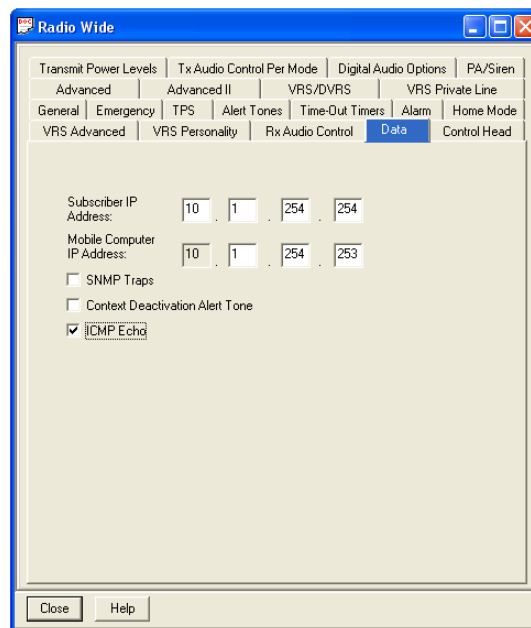 Radio Wide
Transmit Power Levels Tx Audio Control Per Mode Digital Audio Options PA/Siren
Advanced Advanced II VRS/DVRS VRS Private Line
General Emergency TPS Alert Tones Time-Out Timers Alarm Home Mode
VRS Advanced VRS Personality Rx Audio Control Data Control Head
Subscriber IP
Address: 10 . 1 . 254 . 254
Mobile Computer
IP Address: 10 . 1 . 254 . 253
SNMP Traps
Context Deactivation Alert Tone
ICMP Echo
Close Help